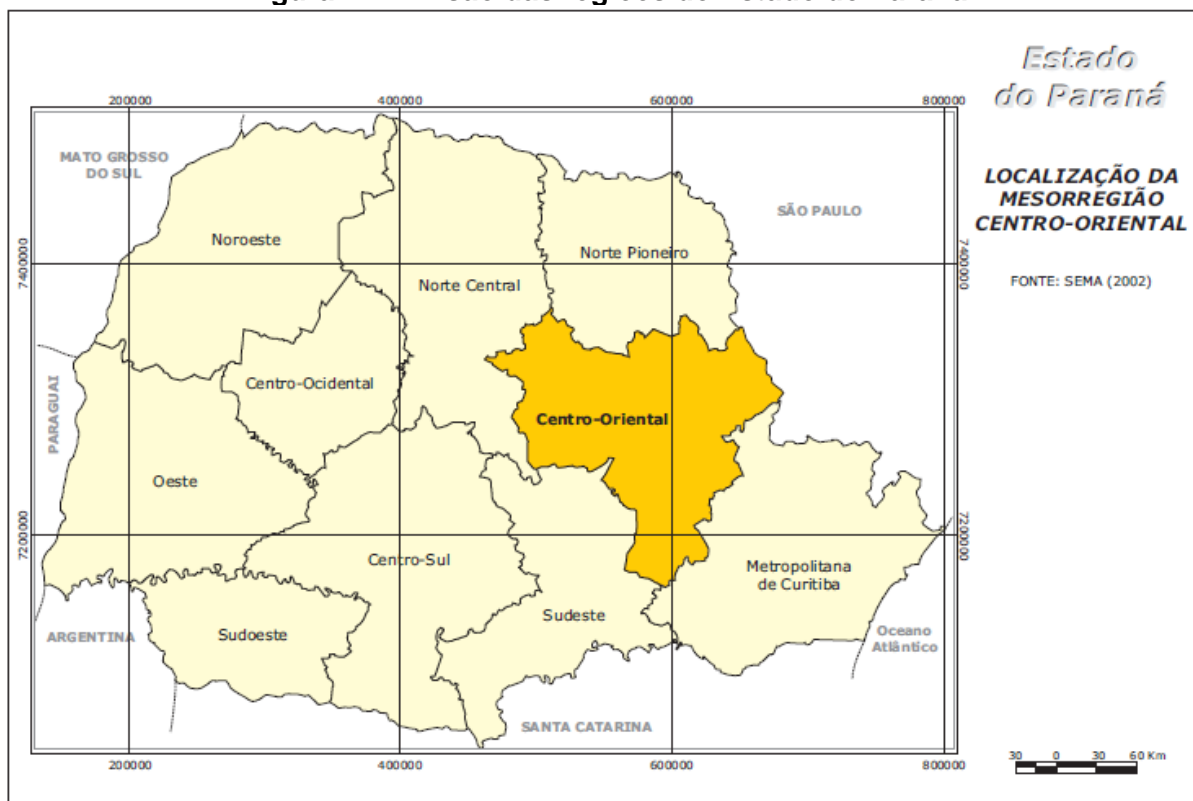 Estado
do Paraná
LOCALIZAÇÃO DA
MESORREGIÃO
CENTRO-ORIENTAL
FONTE: SEMA (2002)
200000
400000
600000
800000
MATO GROSSO
DO SUL
SÃO PAULO
Noroeste
Norte Pioneiro
7400000
7400000
Norte Central
PARAGUAI
Centro-Ocidental
Centro-Oriental
Oeste
7200000
7200000
Centro-Sul
Metropolitana
de Curitiba
Sudeste
Sudoeste
ARGENTINA
Oceano
Atlântico
SANTA CATARINA
200000
400000
600000
800000
30 0 30 60 Km